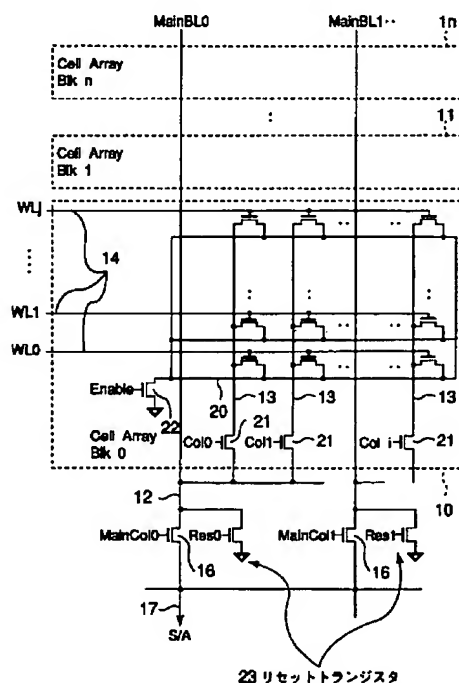 MainBL0 MainBL1‥ 1n
Cell Array
Blk n
11
Cell Array
Blk 1
WLj
14
WL1
WL0
Enable
22
20 13 13 13
21
Cell Array
Blk 0
Col0 Col1 21 Col i 21
12 10
MainCol0 Res0 MainCol1 Res1
16 16
17
S/A
23 リセットトランジスタ